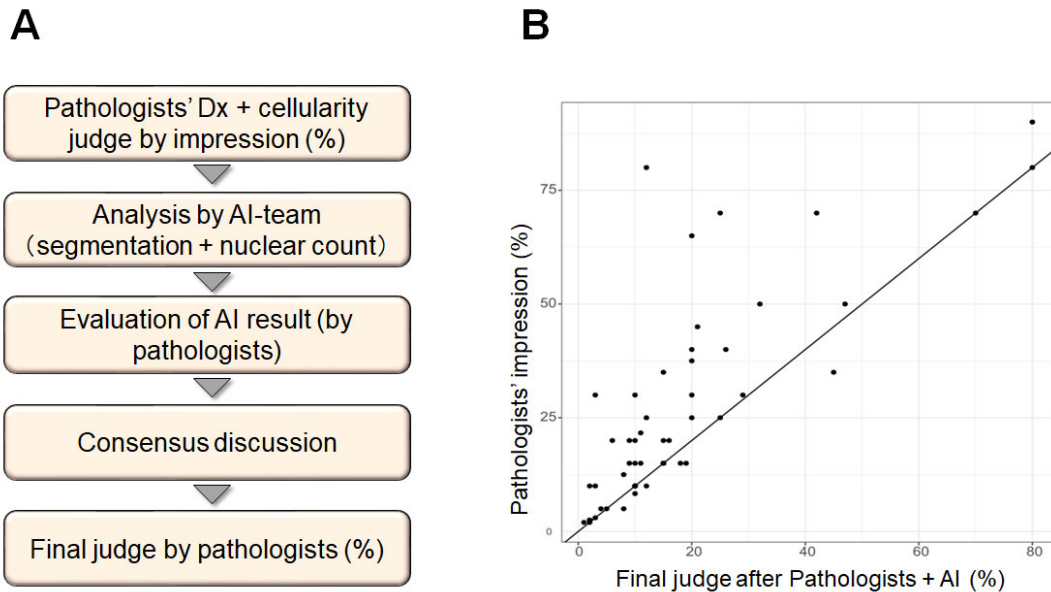 A
Pathologists’ Dx + cellularity
judge by impression (%)
Analysis by AI-team
（segmentation + nuclear count）
Evaluation of AI result (by
pathologists)
Consensus discussion
Final judge by pathologists (%)
B
Pathologists’ impression (%)
75
50
25
0
0
20
40
60
80
Final judge after Pathologists + AI (%)